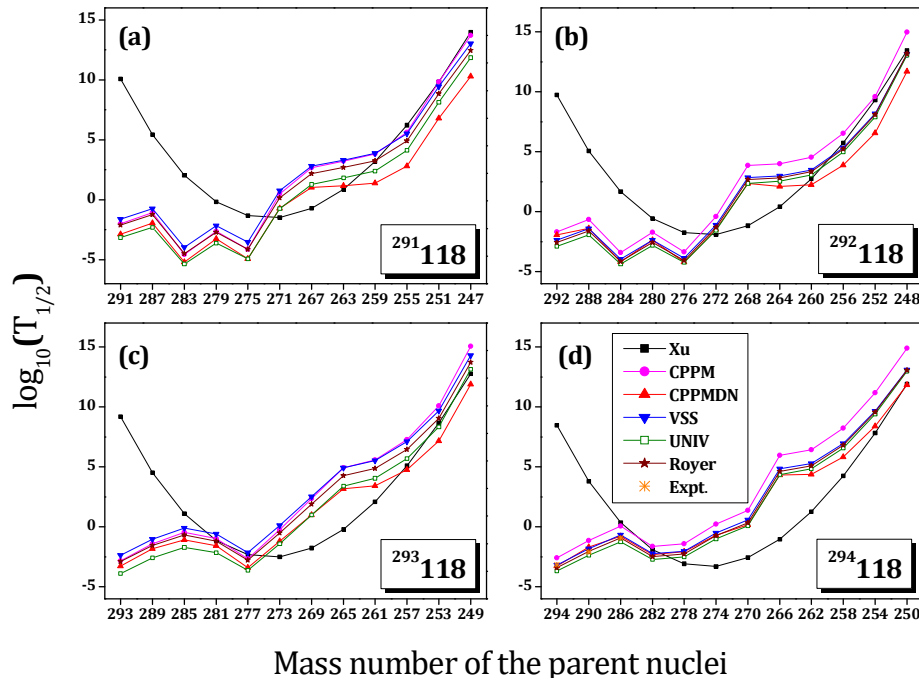 15
10
5
0
-5
(a)
²⁹¹118
291 287 283 279 275 271 267 263 259 255 251 247
15
10
5
0
-5
(b)
²⁹²118
292 288 284 280 276 272 268 264 260 256 252 248
log₁₀(T₁/₂)
15
10
5
0
-5
(c)
²⁹³118
293 289 285 281 277 273 269 265 261 257 253 249
15
10
5
0
-5
(d)
Xu
CPPM
CPPMDN
VSS
UNIV
Royer
Expt.
²⁹⁴118
294 290 286 282 278 274 270 266 262 258 254 250
Mass number of the parent nuclei